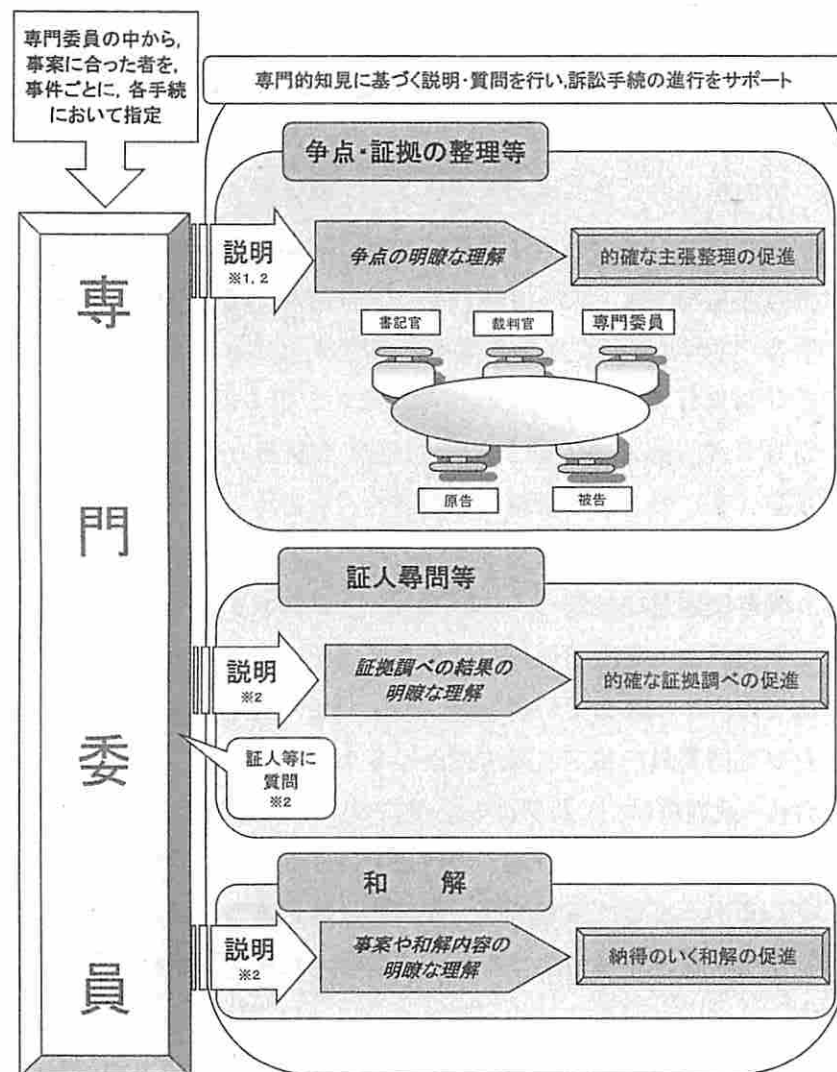 専門委員の中から,
事案に合った者を,
事件ごとに, 各手続
において指定
専門的知見に基づく説明・質問を行い, 訴訟手続の進行をサポート
専門委員
争点・証拠の整理等
説明
※1, 2
争点の明瞭な理解
的確な主張整理の促進
書記官
裁判官
専門委員
原告
被告
証人尋問等
説明
※2
証拠調べの結果の
明瞭な理解
的確な証拠調べの促進
証人等に
質問
※2
和 解
説明
※2
事案や和解内容の
明瞭な理解
納得のいく和解の促進